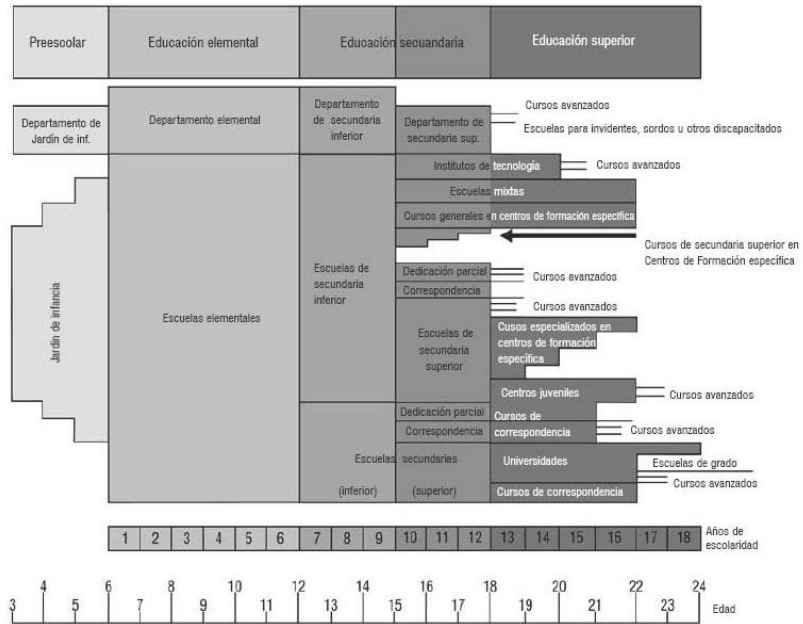 Preescolar
Educación elemental
Educación secuandaria
Educación superior
Departamento de
Jardín de inf.
Departamento elemental
Departamento
de secundaria
inferior
Departamento de
secundaria sup.
Cursos avanzados
Escuelas para invidentes, sordos u otros discapacitados
Institutos de tecnología
Cursos avanzados
Escuelas mixtas
Cursos generales en centros de formación específica
Cursos de secundaria superior en
Centros de Formación específica
Jardín de infancia
Escuelas elementales
Escuelas de
secundaria
inferior
Dedicación parcial
Cursos avanzados
Correspondencia
Cursos avanzados
Escuelas de
secundaria
superior
Cusos especializados en
centros de formación
específica
Centros juveniles
Cursos avanzados
Dedicación parcial
Cursos de
correspondencia
Correspondencia
Cursos avanzados
Escuelas secundarias
(inferior) (superior)
Universidades
Escuelas de grado
Cursos avanzados
Cursos de correspondencia
1 2 3 4 5 6 7 8 9 10 11 12 13 14 15 16 17 18
Años de
escolaridad
4 6 8 10 12 14 16 18 20 22 24
3 5 7 9 11 13 15 17 19 21 23
Edad